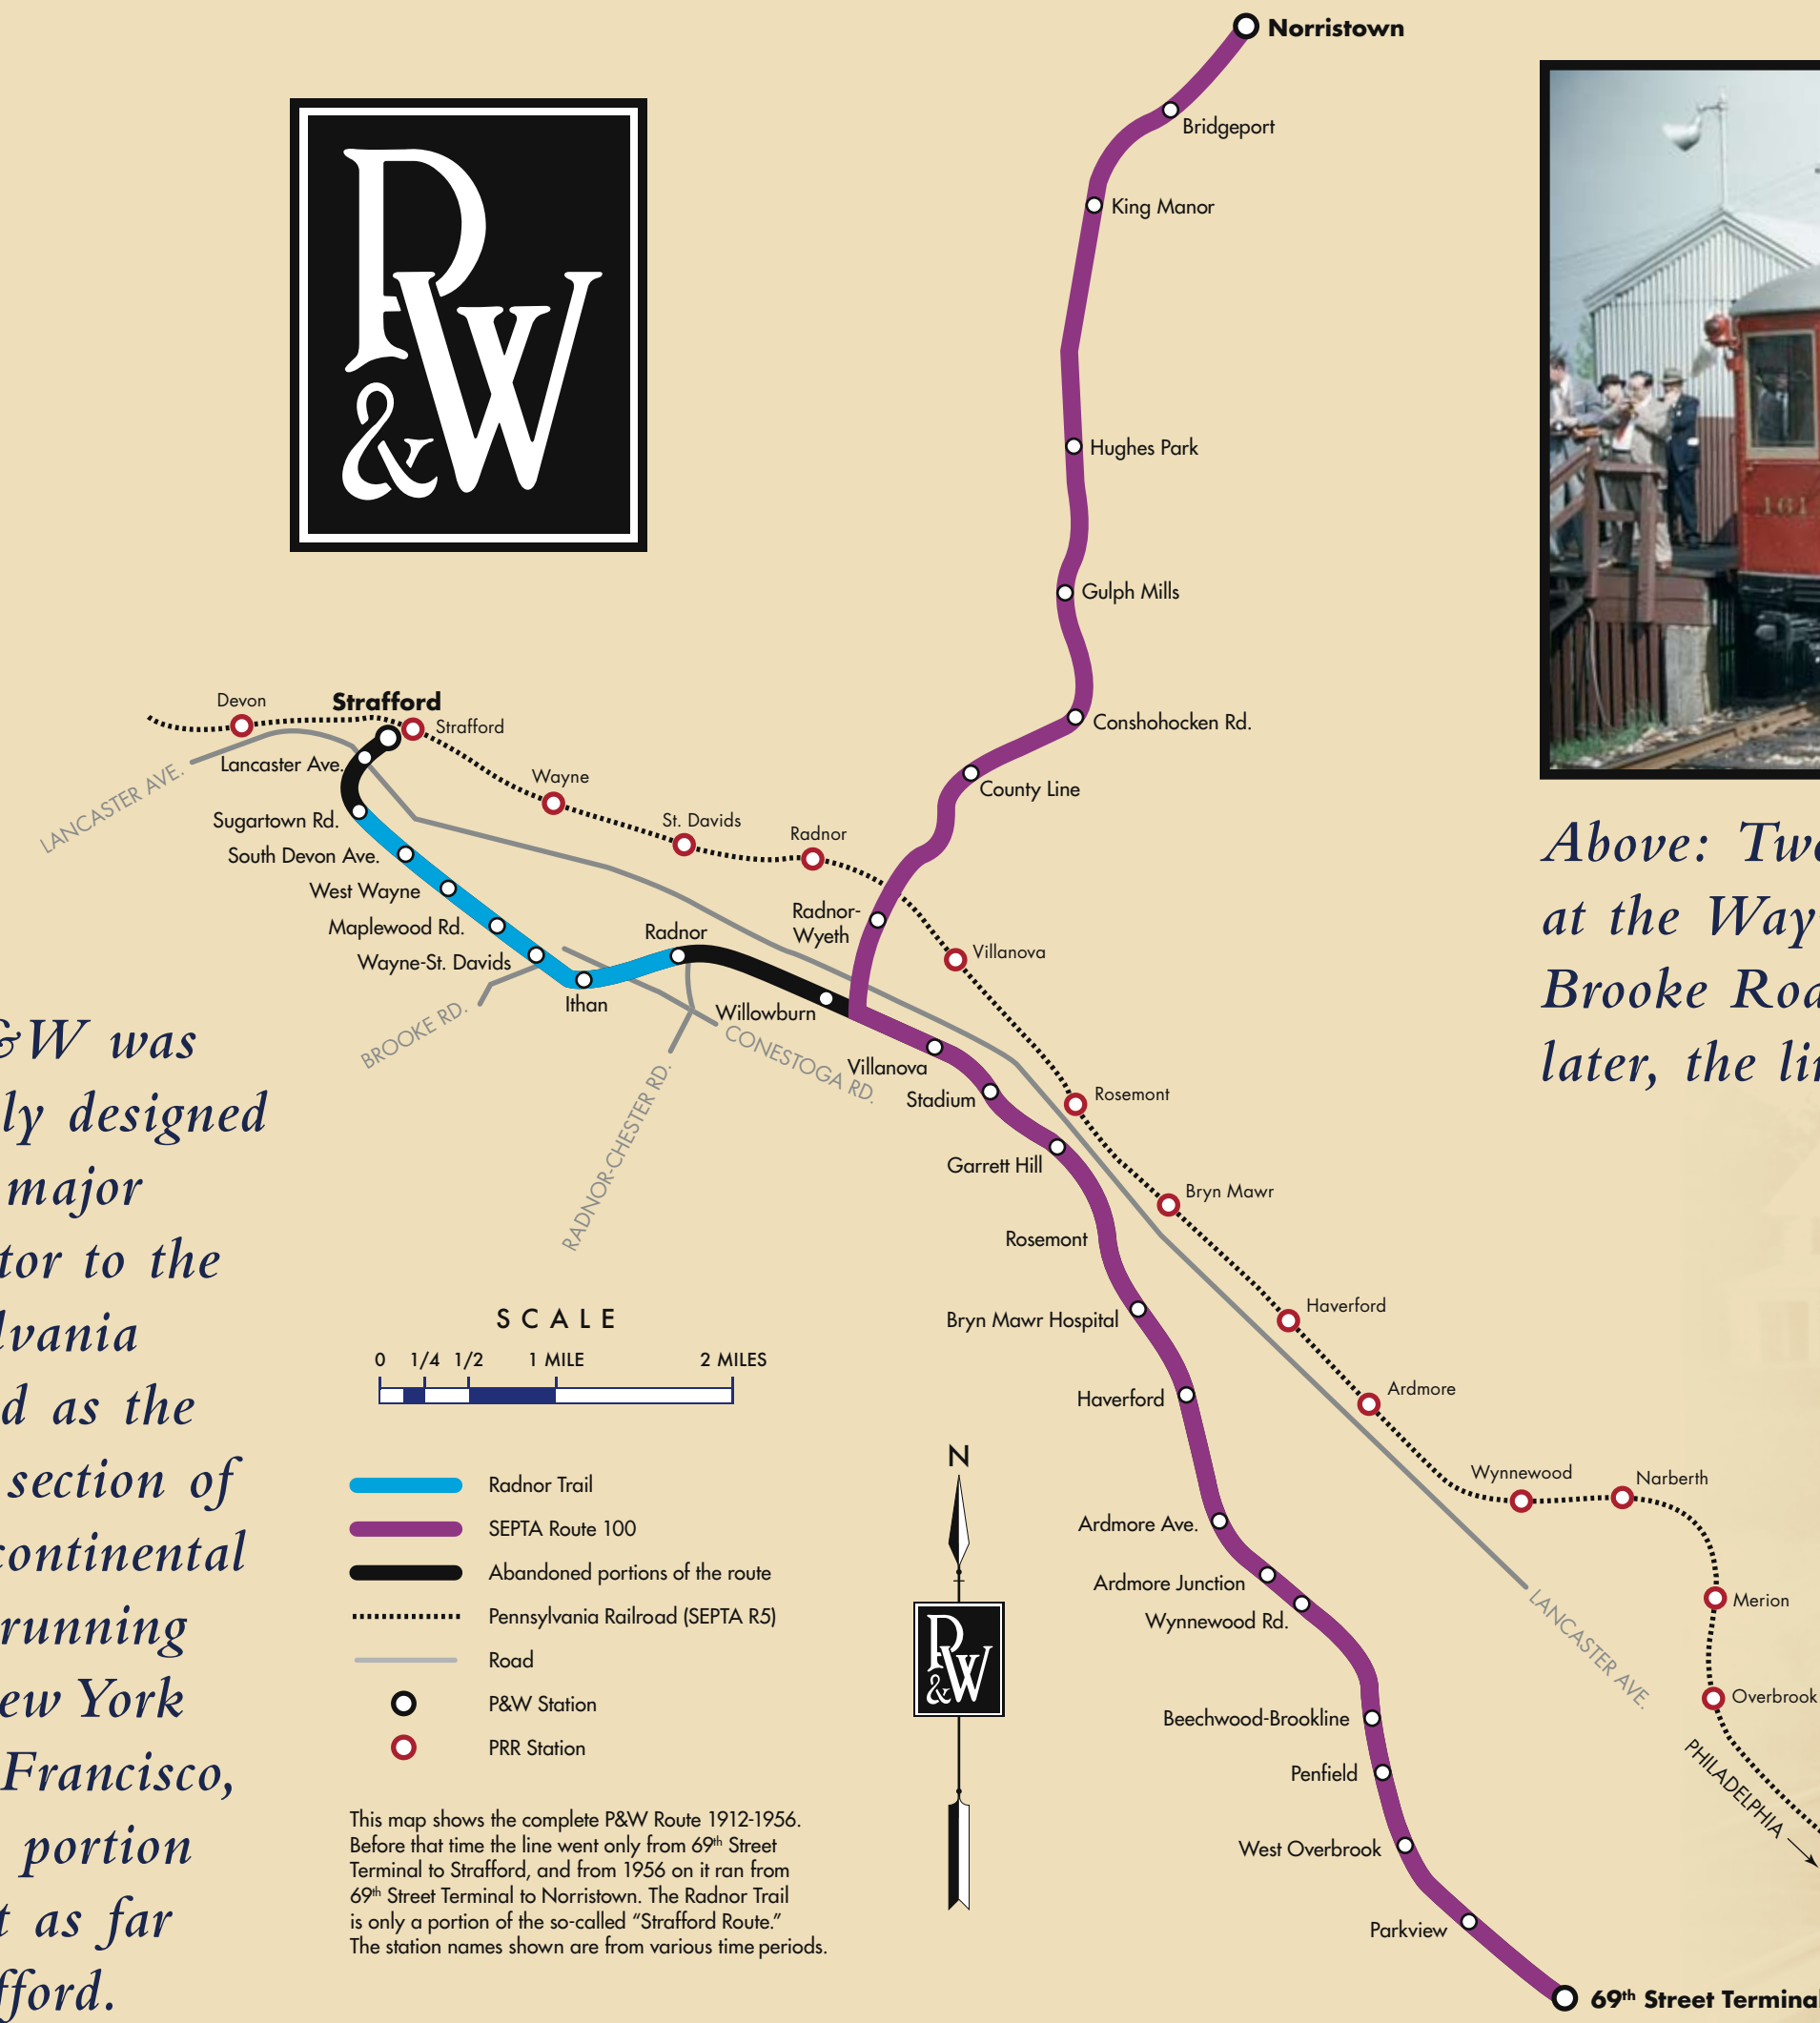 Norristown
Bridgeport
King Manor
Hughes Park
Gulph Mills
Conshohocken Rd.
County Line
Radnor-
Wyeth
P
&W
161
Devon
Strafford
Strafford
Lancaster Ave.
LANCASTER AVE.
Wayne
St. Davids
Radnor
Sugartown Rd.
South Devon Ave.
West Wayne
Maplewood Rd.
Wayne-St. Davids
Ithan
Radnor
Willowburn
BROOKE RD.
CONESTOGA RD.
RADNOR-CHESTER RD.
Villanova
Villanova
Stadium
Garrett Hill
Rosemont
Rosemont
Bryn Mawr
Bryn Mawr Hospital
Haverford
Haverford
Ardmore
Ardmore Ave.
Ardmore Junction
Wynnewood Rd.
Wynnewood
Narberth
Merion
Overbrook
LANCASTER AVE.
PHILADELPHIA
Beechwood-Brookline
Penfield
West Overbrook
Parkview
69th Street Terminal
Above: Tw
at the Way
Brooke Roa
later, the li
&W was
ly designed
major
tor to the
lvania
d as the
section of
continental
running
ew York
Francisco,
portion
t as far
fford.
SCALE
0 1/4 1/2 1 MILE 2 MILES
Radnor Trail
SEPTA Route 100
Abandoned portions of the route
Pennsylvania Railroad (SEPTA R5)
Road
P&W Station
PRR Station
This map shows the complete P&W Route 1912-1956.
Before that time the line went only from 69th Street
Terminal to Strafford, and from 1956 on it ran from
69th Street Terminal to Norristown. The Radnor Trail
is only a portion of the so-called “Strafford Route.”
The station names shown are from various time periods.
N
P
&W